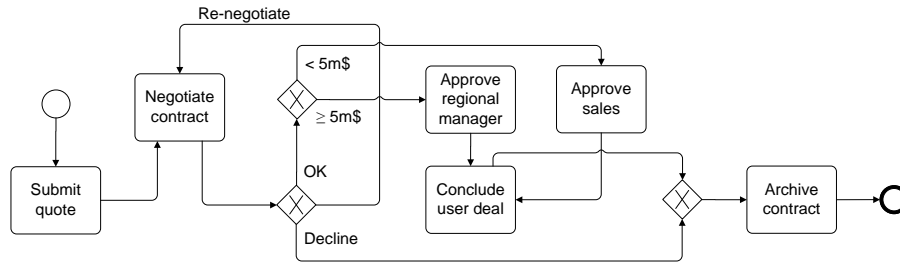 Re-negotiate
< 5m$
Negotiate
contract
Approve
regional
manager
Approve
sales
≥ 5m$
Submit
quote
OK
Conclude
user deal
Archive
contract
Decline